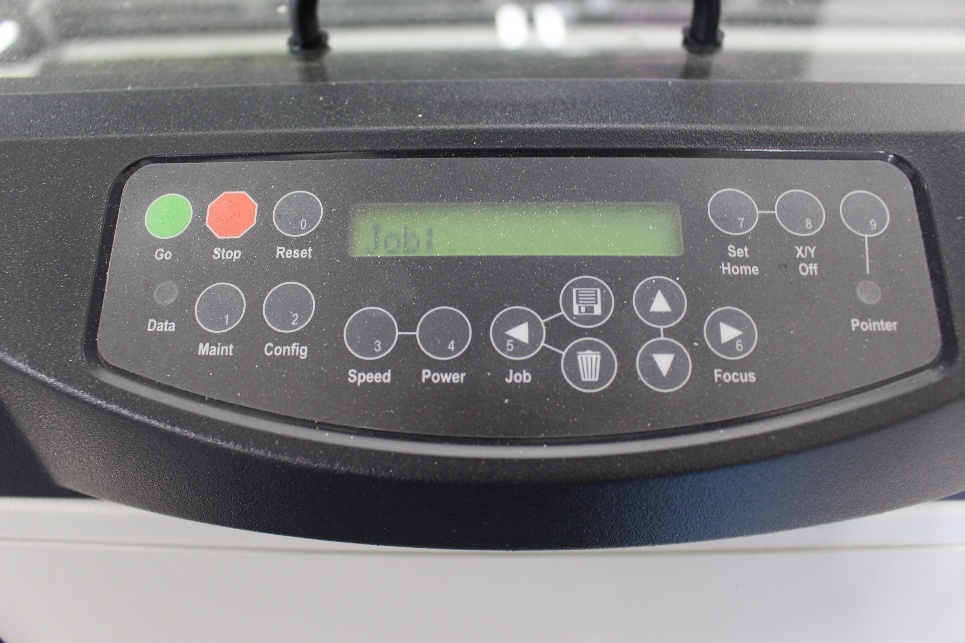 Go
Stop
0
Reset
Job:
7
8
9
Set
Home
X/Y
Off
Data
1
Maint
2
Config
3
Speed
4
Power
5
Job
6
Focus
Pointer